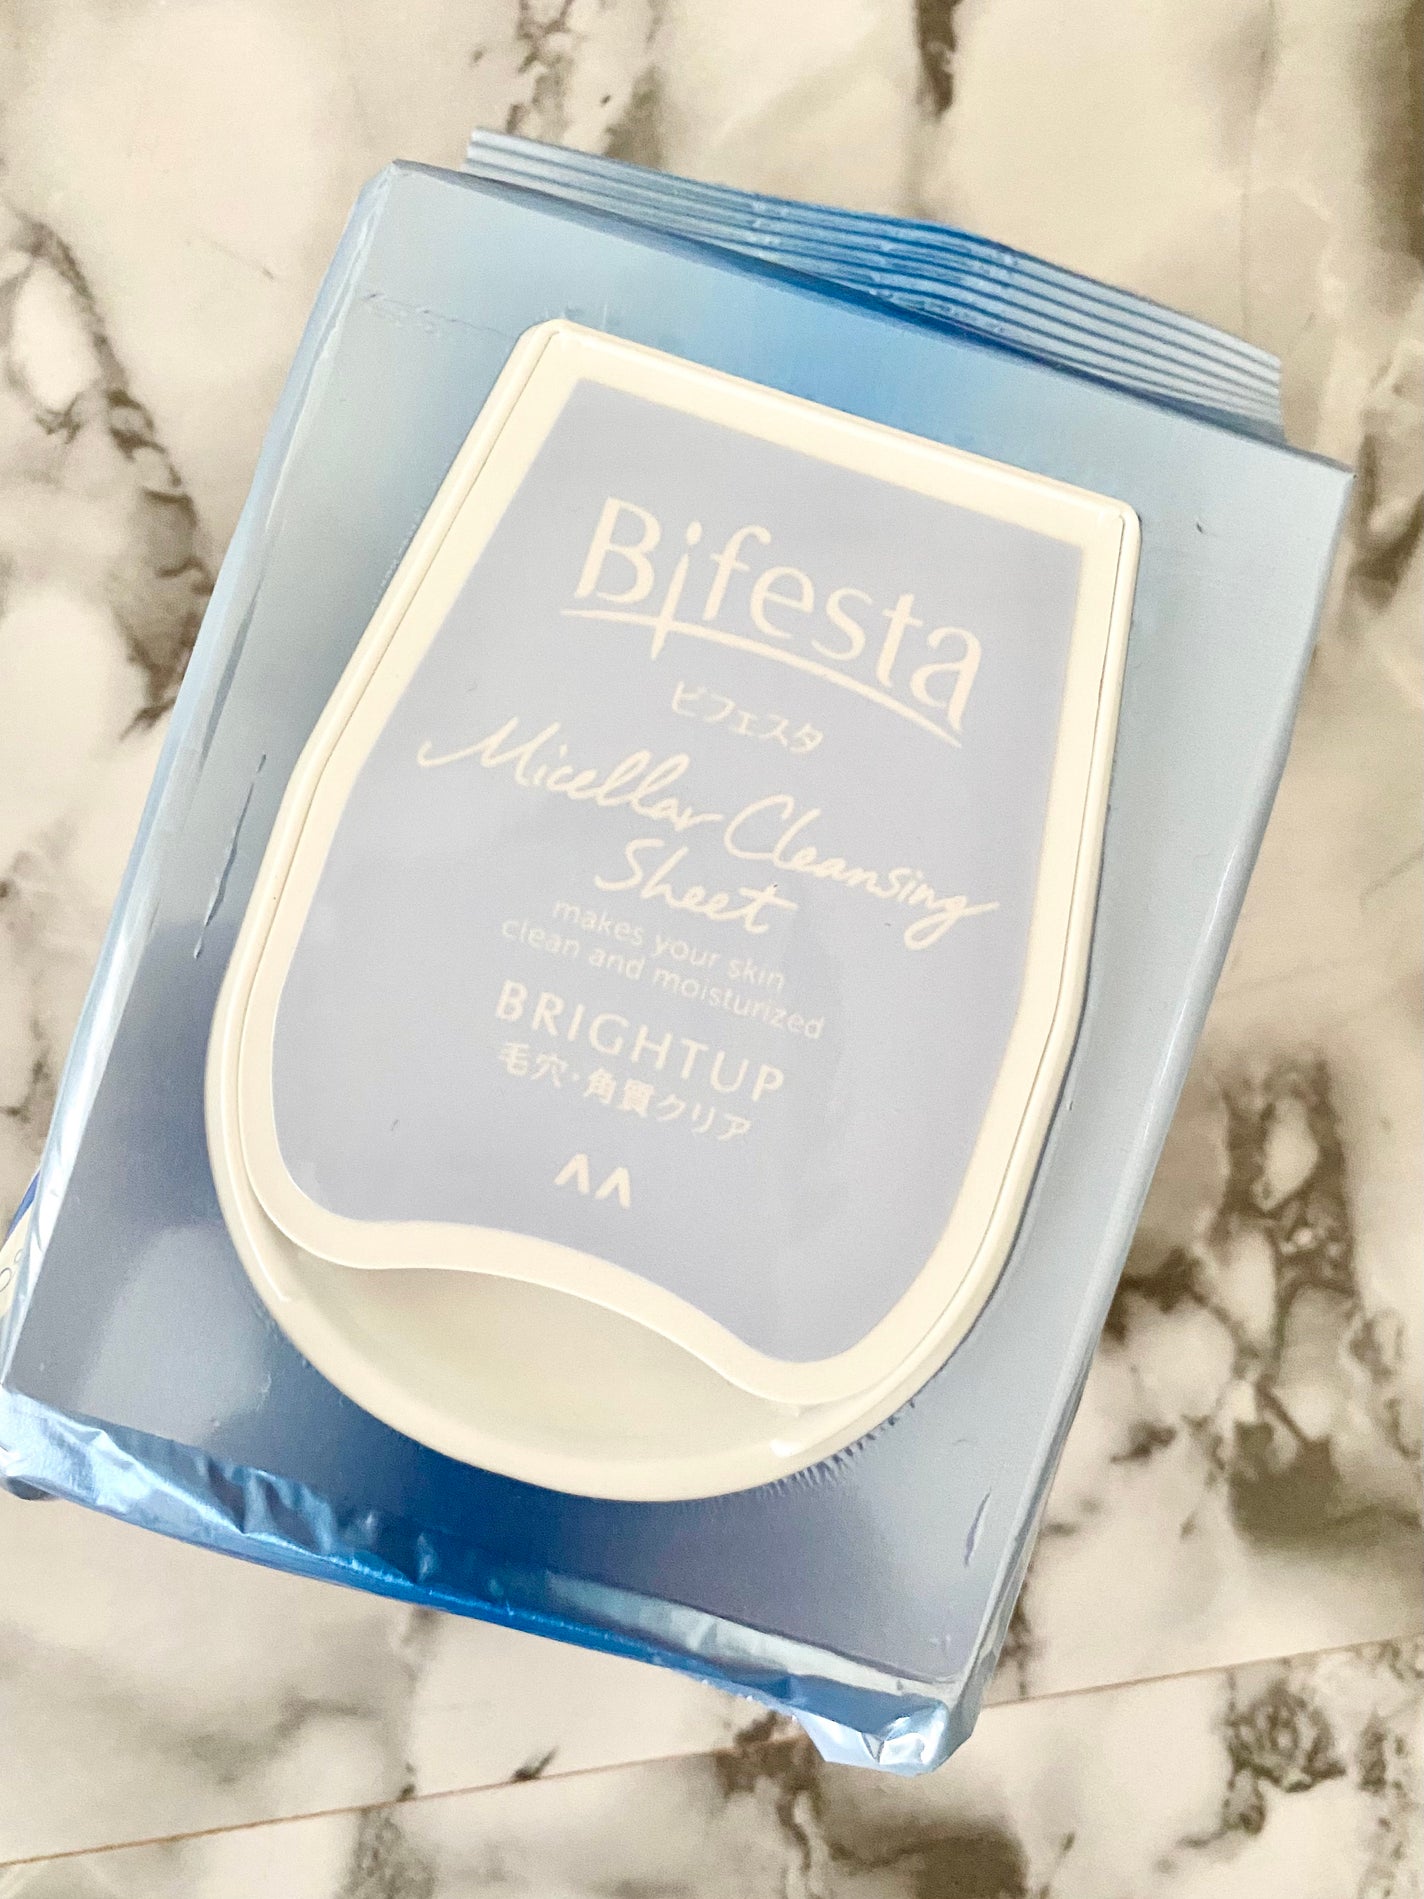 Bifesta
ビフェスタ
Micellar Cleansing
Sheet
makes your skin
clean and moisturized
BRIGHTUP
毛穴・角質クリア